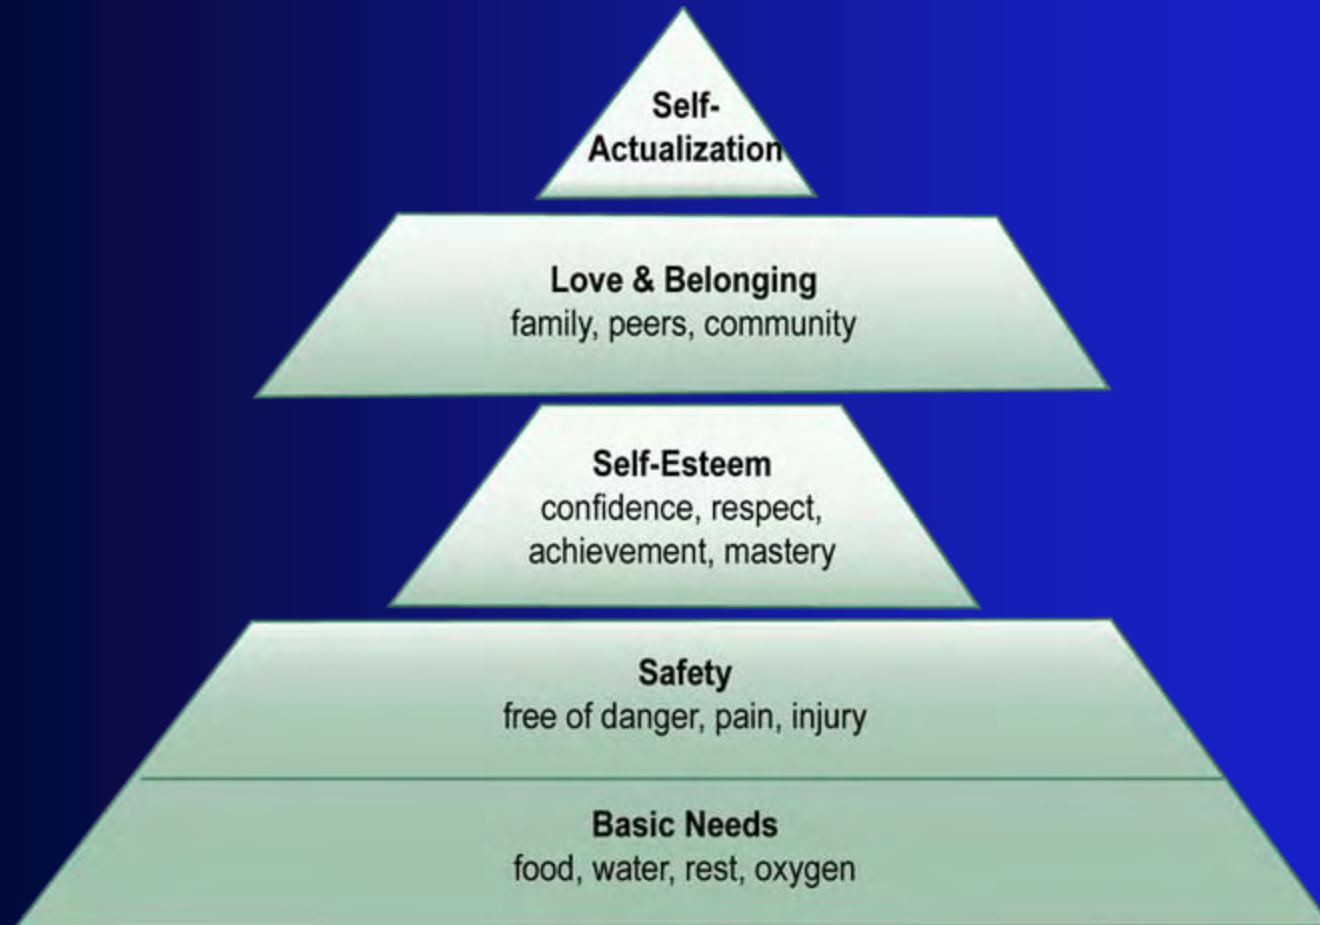 Self-
Actualization
Love & Belonging
family, peers, community
Self-Esteem
confidence, respect,
achievement, mastery
Safety
free of danger, pain, injury
Basic Needs
food, water, rest, oxygen